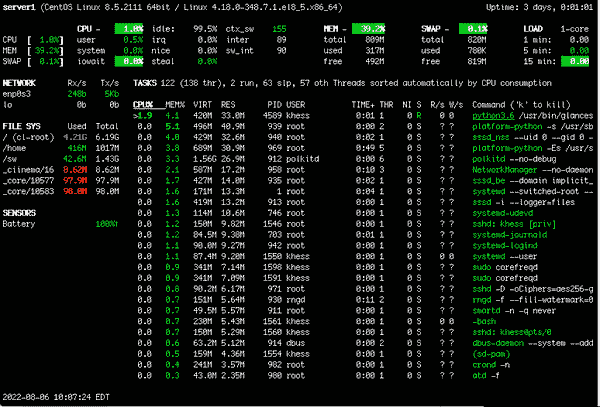 server1 (CentOS Linux 8.5.2111 64bit / Linux 4.18.0-348.7.1.el8_5.x86_64) Uptime: 3 days, 0:01:01
CPU - 1.0% idle: 99.5% ctx_sw 155 MEM - 39.2% SWAP - 0.1% LOAD 1-core
CPU [ 1.0%] user 0.5% irq 0.0% inter 89 total 809M total 820M 1 min: 0.00
MEM [ 39.2%] system 0.0% nice 0.0% sw_int 90 used 317M used 780K 5 min: 0.00
SWAP [ 0.1%] iowait 0.0% steal 0.0% free 492M free 819M 15 min: 0.00
NETWORK Rx/s Tx/s TASKS 122 (138 thr), 2 run, 63 slp, 57 oth Threads sorted automatically by CPU consumption
enp0s3 248b 5Kb
lo 0b 0b CPU% MEM% VIRT RES PID USER TIME+ THR NI S R/s W/s Command ('k' to kill)
>1.9 4.1 420M 33.0M 4589 khess 0:01 1 0 R 0 0 python3.6 /usr/bin/glances
FILE SYS Used Total 0.0 5.1 496M 40.9M 939 root 0:00 2 0 S ? ? platform-python -s /usr/sb
/ (cl-root) 4.21G 6.19G 0.0 4.0 429M 32.6M 940 root 0:02 1 0 S ? ? sssd_nss --uid 0 --gid 0
/home 416M 1017M 0.0 3.8 689M 30.9M 969 root 0:49 5 0 S ? ? platform-python -Es /usr/s
/sw 42.6M 1.43G 0.0 3.3 1.56G 26.9M 912 polkitd 0:00 6 0 S ? ? polkitd --no-debug
_ciinemo/16 0.62M 0.62M 0.0 2.1 587M 17.2M 958 root 0:10 3 0 S ? ? NetworkManager --no-daemon
_core/10577 97.9M 97.9M 0.0 1.7 427M 14.0M 935 root 0:02 1 0 S ? ? sssd_be --domain implicit_
_core/10583 98.0M 98.0M 0.0 1.6 171M 13.3M 1 root 0:04 1 0 S ? ? systemd --switched-root --
0.0 1.6 419M 13.2M 913 root 0:00 1 0 S ? ? sssd -i --logger=files
SENSORS 0.0 1.3 114M 10.6M 746 root 0:00 1 0 S ? ? systemd-udevd
Battery 100% 0.0 1.2 150M 9.82M 1546 root 0:00 1 0 S ? ? sshd: khess [priv]
0.0 1.2 84.5M 9.38M 703 root 0:01 1 0 S ? ? systemd-journald
0.0 1.1 90.0M 9.27M 942 root 0:00 1 0 S ? ? systemd-logind
0.0 1.1 87.4M 9.28M 1550 khess 0:00 1 0 S 0 0 systemd --user
0.0 0.9 341M 7.14M 1598 root 0:00 1 0 S ? ? sudo corefreqd
0.0 0.9 341M 7.09M 1591 root 0:00 1 0 S ? ? sudo corefreqd
0.0 0.8 90.2M 6.17M 971 root 0:00 1 0 S ? ? sshd -D -oCiphers=aes256-g
0.0 0.7 151M 5.64M 930 rngd 0:11 2 0 S ? ? rngd -f --fill-watermark=0
0.0 0.7 49.5M 5.57M 911 root 0:00 1 0 S ? ? smartd -n -q never
0.0 0.7 230M 5.43M 1561 khess 0:00 1 0 S 0 0 -bash
0.0 0.7 150M 5.29M 1560 khess 0:00 1 0 S ? ? sshd: khess@pts/0
0.0 0.6 63.2M 5.12M 914 dbus 0:00 2 0 S ? ? dbus-daemon --system --add
0.0 0.5 159M 4.36M 1554 khess 0:00 1 0 S ? ? (sd-pam)
0.0 0.4 241M 3.57M 982 root 0:00 1 0 S ? ? crond -n
0.0 0.3 43.0M 2.35M 980 root 0:00 1 0 S ? ? atd -f
2022-08-06 10:07:24 EDT